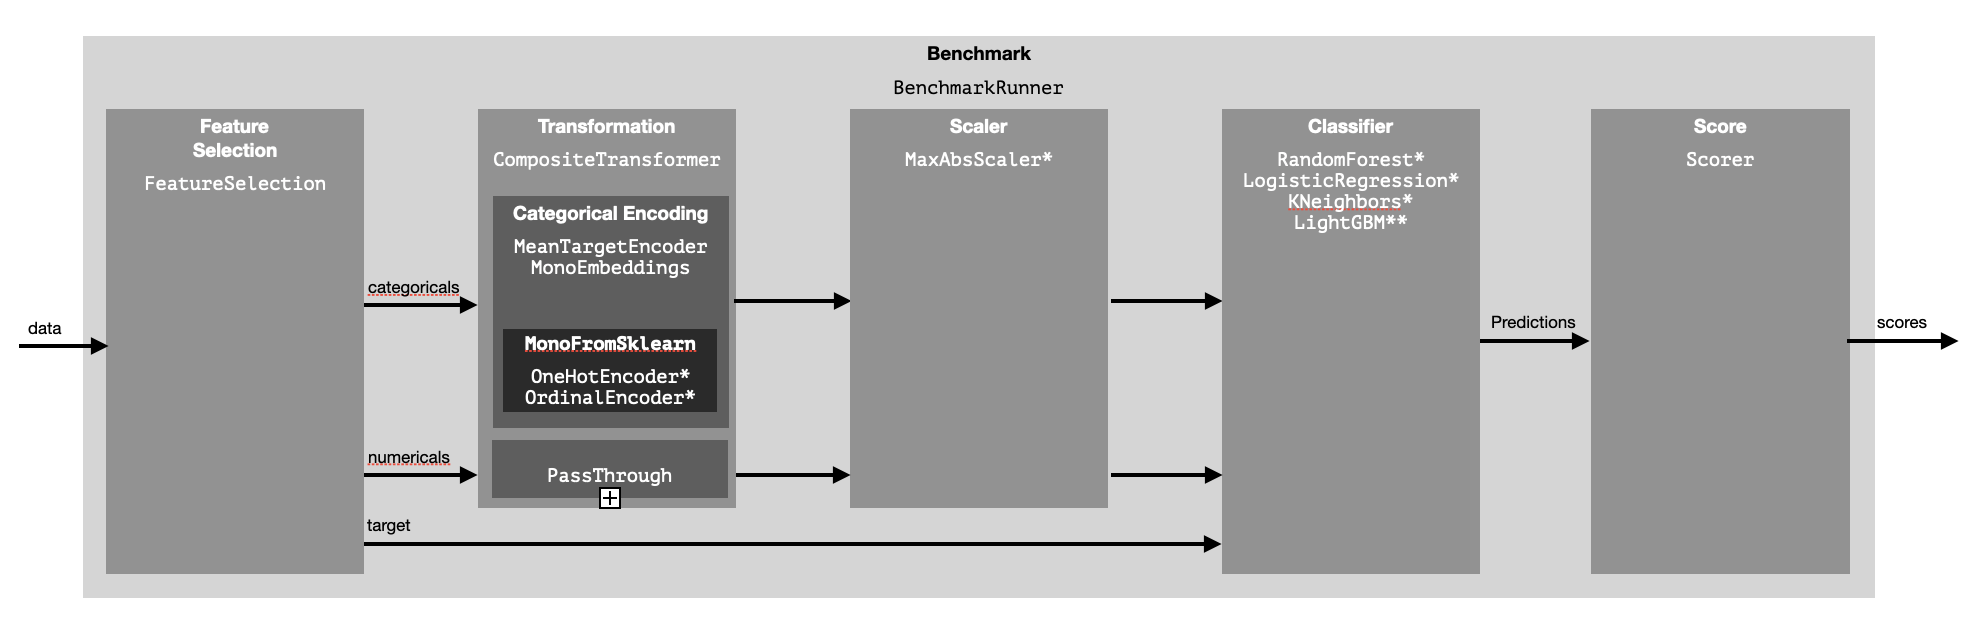 Benchmark
BenchmarkRunner
Feature
Selection
FeatureSelection
Transformation
CompositeTransformer
Categorical Encoding
MeanTargetEncoder
MonoEmbeddings
MonoFromSklearn
OneHotEncoder*
OrdinalEncoder*
PassThrough
Scaler
MaxAbsScaler*
Classifier
RandomForest*
LogisticRegression*
KNeighbors*
LightGBM**
Score
Scorer
data
categoricals
numericals
target
Predictions
scores